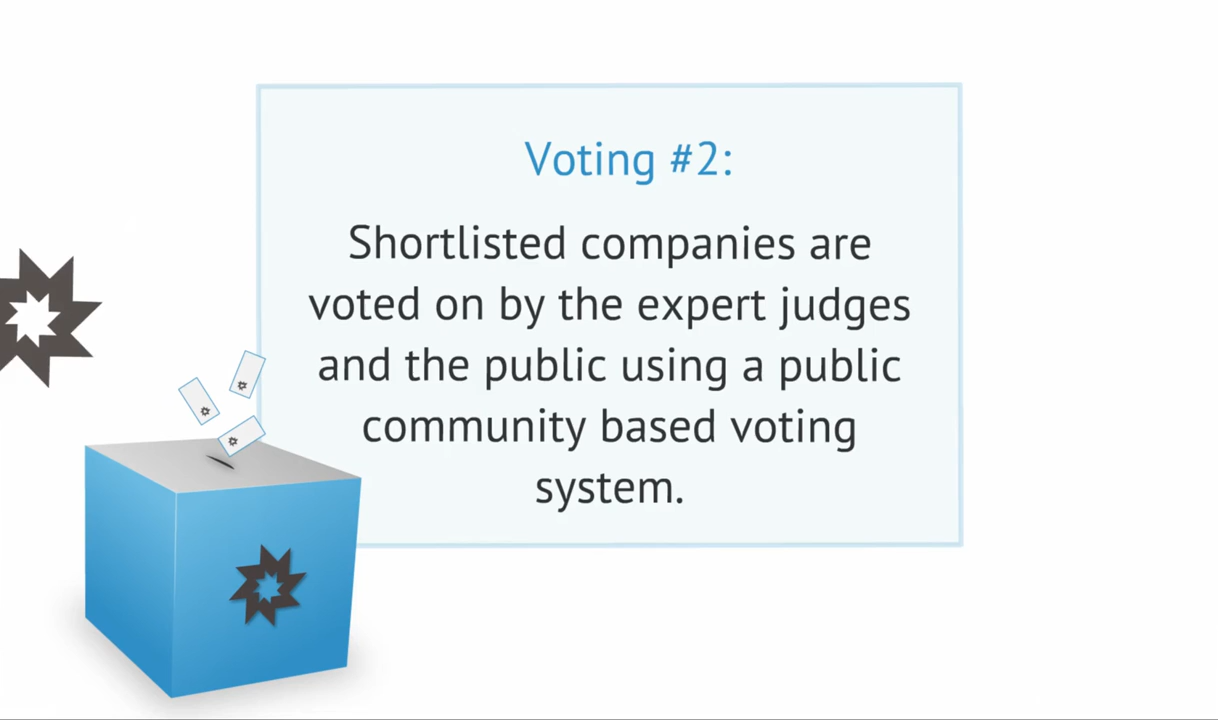 Voting #2:
Shortlisted companies are
voted on by the expert judges
and the public using a public
community based voting
system.